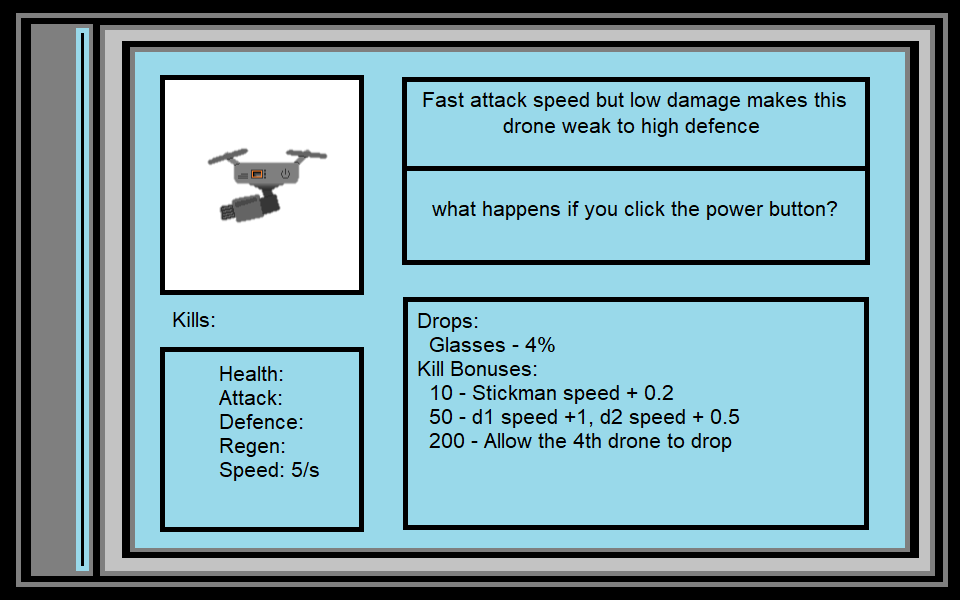 Fast attack speed but low damage makes this
drone weak to high defence
what happens if you click the power button?
Kills:
Health:
Attack:
Defence:
Regen:
Speed: 5/s
Drops:
Glasses - 4%
Kill Bonuses:
10 - Stickman speed + 0.2
50 - d1 speed +1, d2 speed + 0.5
200 - Allow the 4th drone to drop